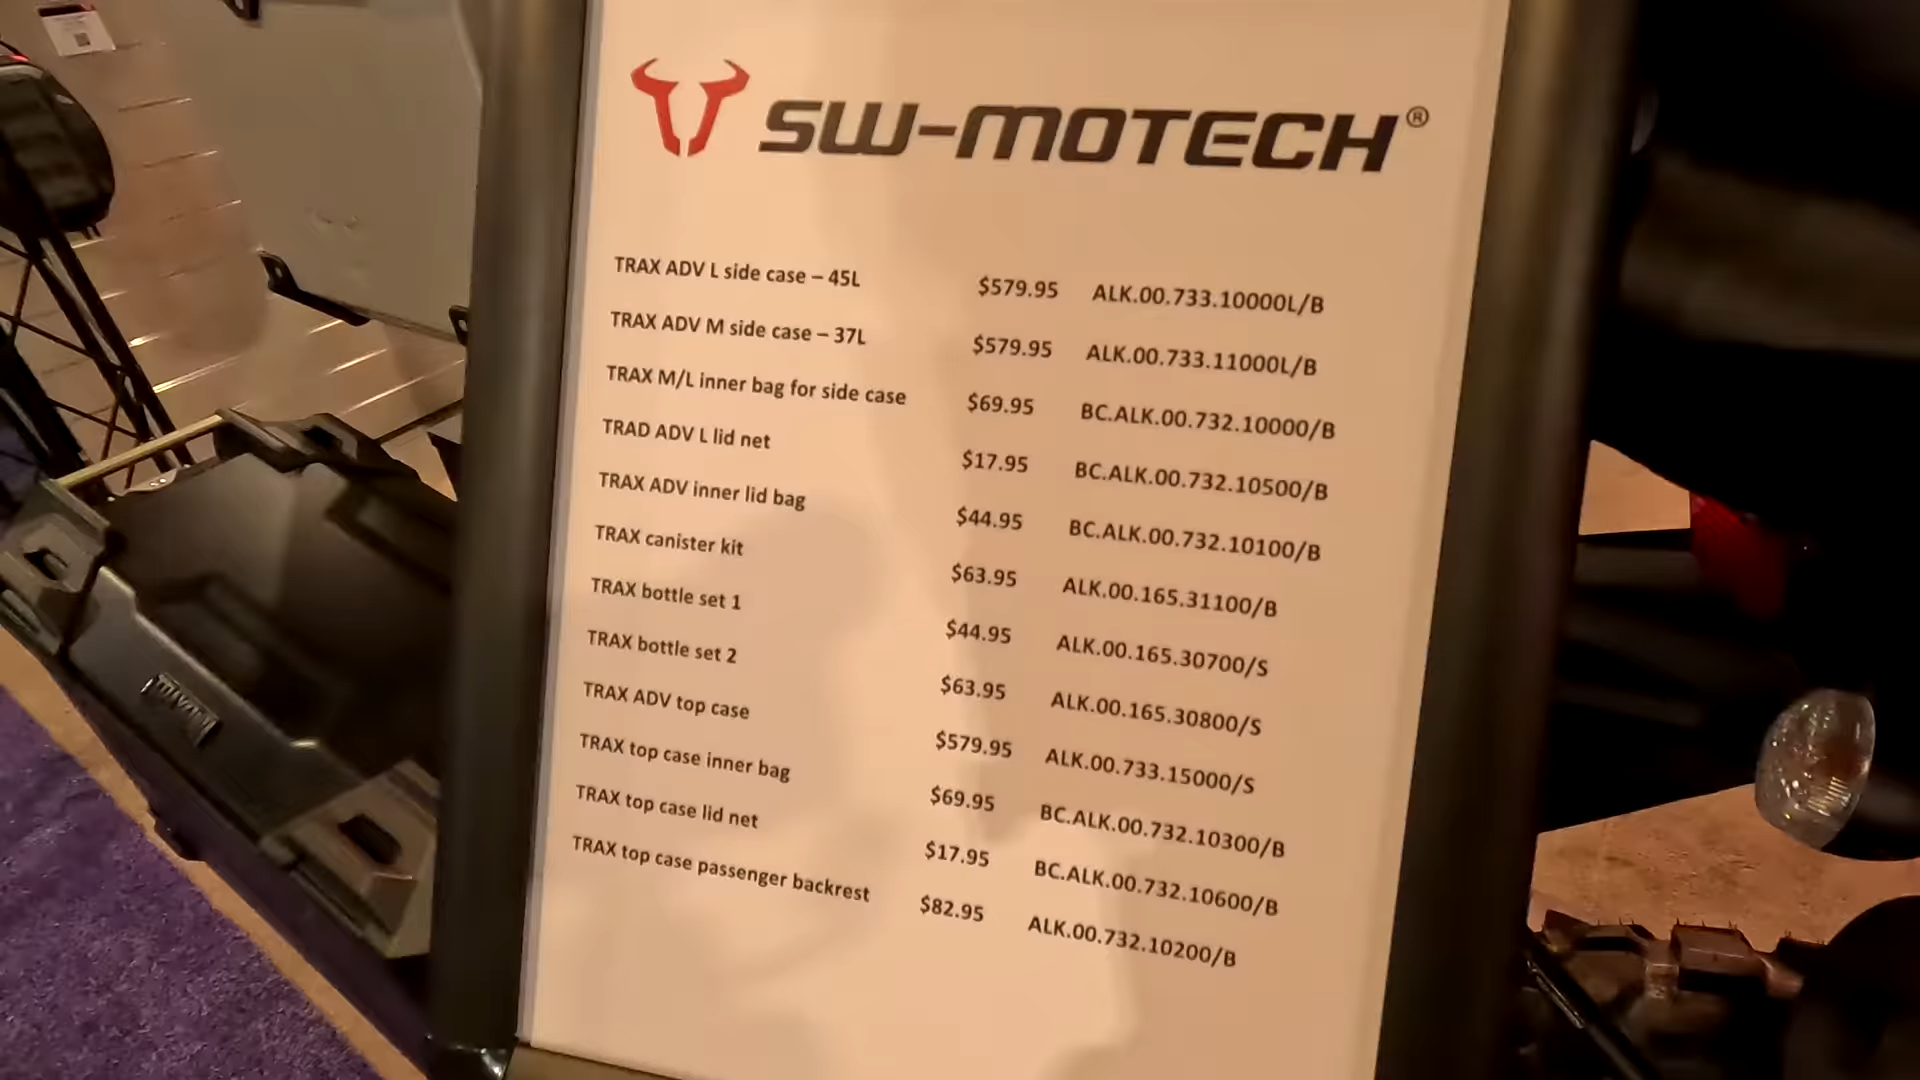 SW-MOTECH®
TRAX ADV L side case – 45L $579.95 ALK.00.733.10000L/B
TRAX ADV M side case – 37L $579.95 ALK.00.733.11000L/B
TRAX M/L inner bag for side case $69.95 BC.ALK.00.732.10000/B
TRAD ADV L lid net $17.95 BC.ALK.00.732.10500/B
TRAX ADV inner lid bag $44.95 BC.ALK.00.732.10100/B
TRAX canister kit $63.95 ALK.00.165.31100/B
TRAX bottle set 1 $44.95 ALK.00.165.30700/S
TRAX bottle set 2 $63.95 ALK.00.165.30800/S
TRAX ADV top case $579.95 ALK.00.733.15000/S
TRAX top case inner bag $69.95 BC.ALK.00.732.10300/B
TRAX top case lid net $17.95 BC.ALK.00.732.10600/B
TRAX top case passenger backrest $82.95 ALK.00.732.10200/B